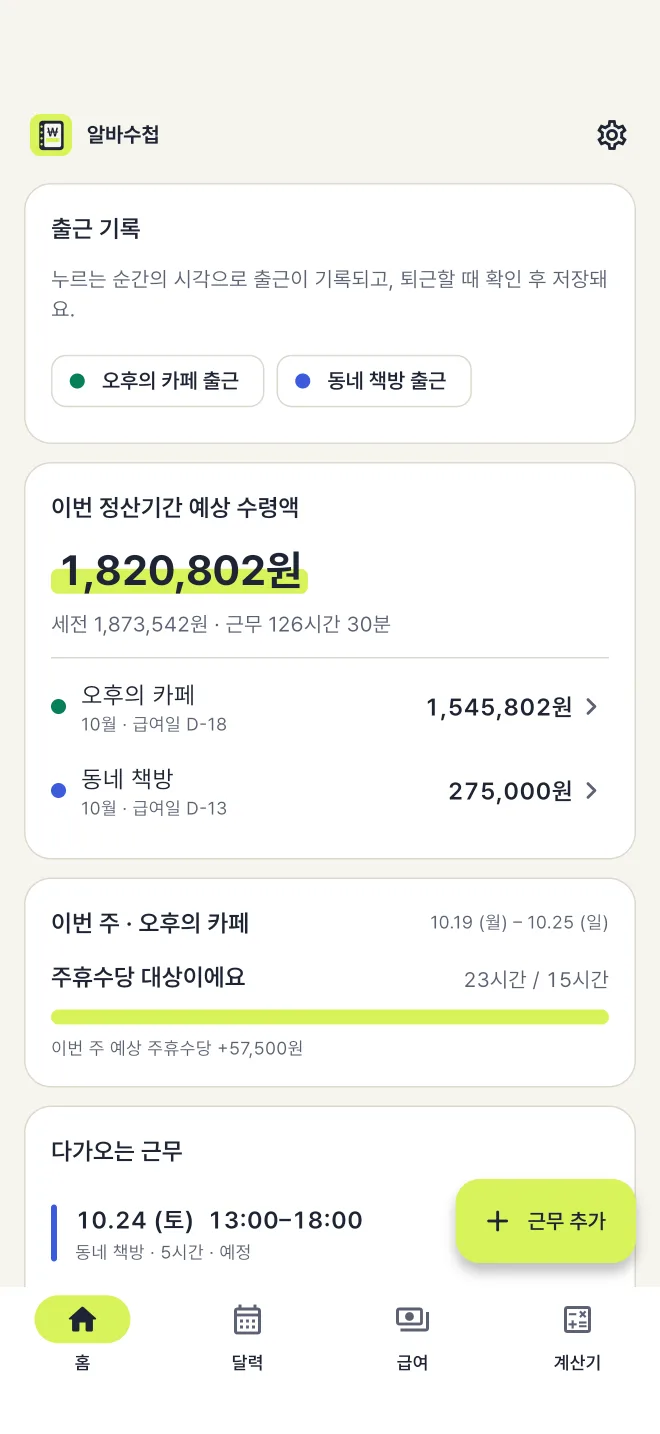 알바수첩
출근 기록
누르는 순간의 시각으로 출근이 기록되고, 퇴근할 때 확인 후 저장돼
요.
오후의 카페 출근
동네 책방 출근
이번 정산기간 예상 수령액
1,820,802원
세전 1,873,542원 · 근무 126시간 30분
오후의 카페
1,545,802원
10월 · 급여일 D-18
동네 책방
275,000원
10월 · 급여일 D-13
이번 주 · 오후의 카페
10.19 (월) – 10.25 (일)
주휴수당 대상이에요
23시간 / 15시간
이번 주 예상 주휴수당 +57,500원
다가오는 근무
10.24 (토) 13:00–18:00
동네 책방 · 5시간 · 예정
+ 근무 추가
홈
달력
급여
계산기